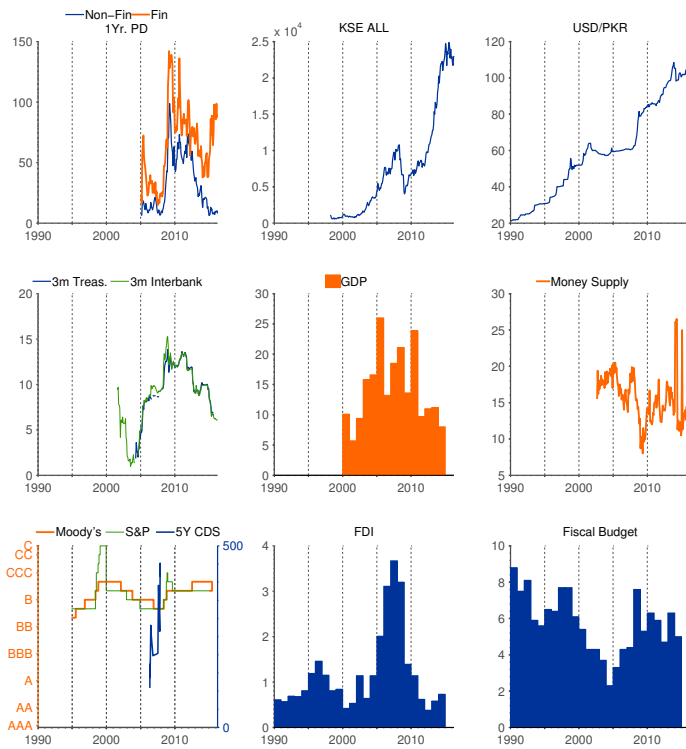 Non-Fin Fin
1Yr. PD
150
100
50
0
1990 2000 2010
x 10^4 KSE ALL
2.5
2.0
1.5
1.0
0.5
0
1990 2000 2010
USD/PKR
120
100
80
60
40
20
1990 2000 2010
3m Treas. 3m Interbank
20
15
10
5
0
1990 2000 2010
GDP
30
25
20
15
10
5
0
1990 2000 2010
Money Supply
30
25
20
15
10
5
1990 2000 2010
Moody's S&P 5Y CDS
C
CC
CCC
B
BB
BBB
A
AA
AAA
500
0
1990 2000 2010
FDI
4
3
2
1
0
1990 2000 2010
Fiscal Budget
10
8
6
4
2
0
1990 2000 2010